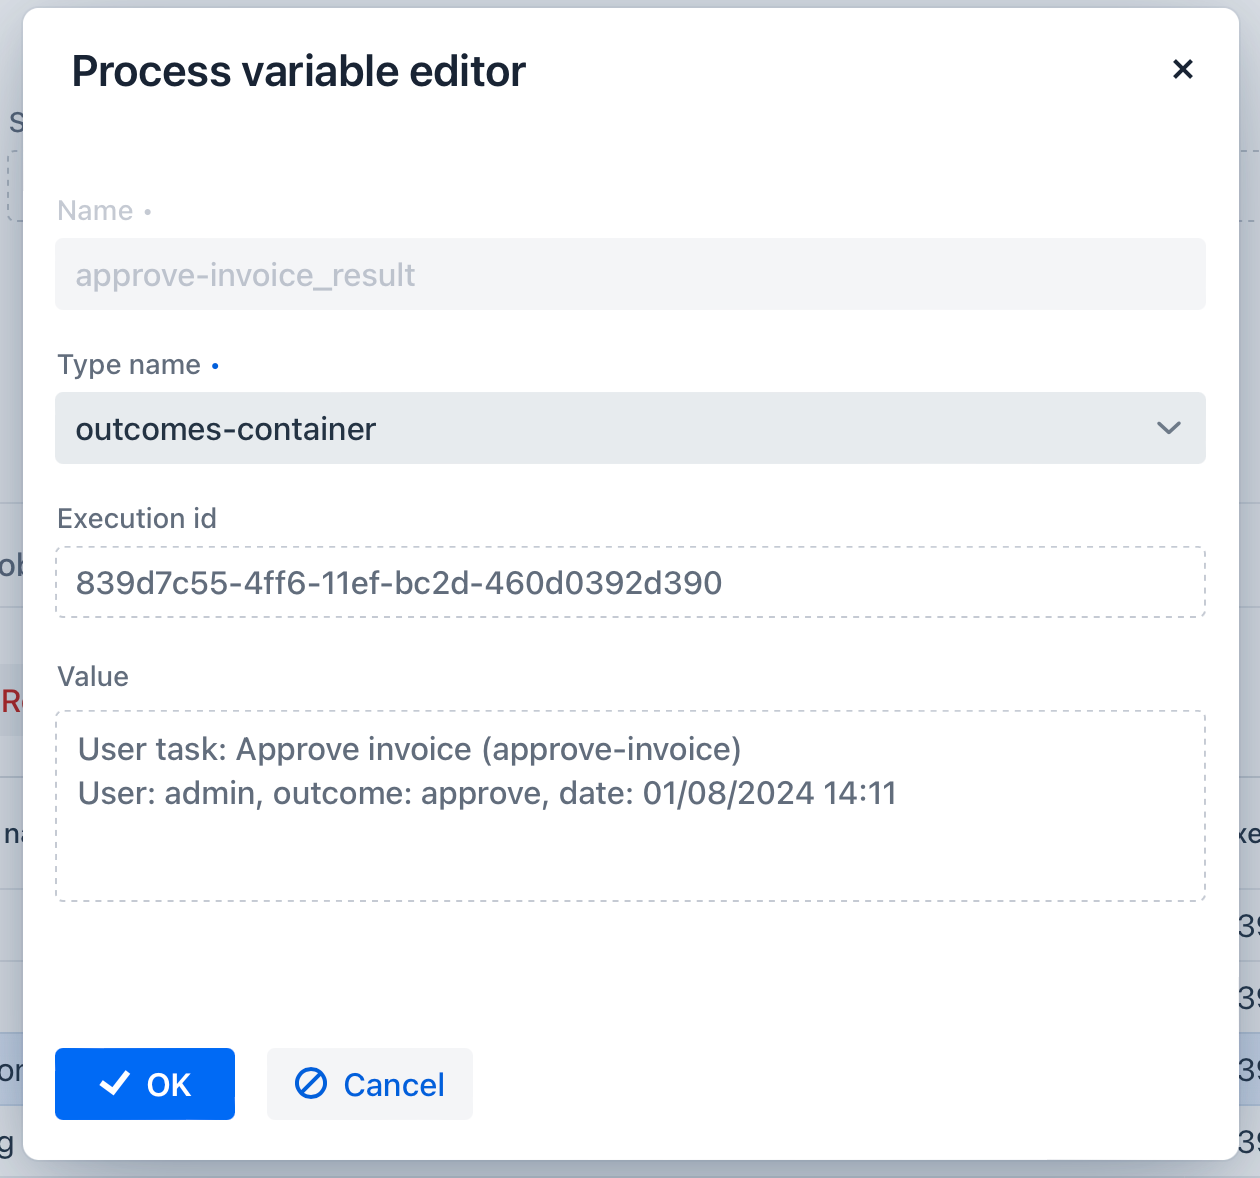 Process variable editor
Name •
approve-invoice_result
Type name •
outcomes-container
Execution id
839d7c55-4ff6-11ef-bc2d-460d0392d390
Value
User task: Approve invoice (approve-invoice)
User: admin, outcome: approve, date: 01/08/2024 14:11
OK
Cancel